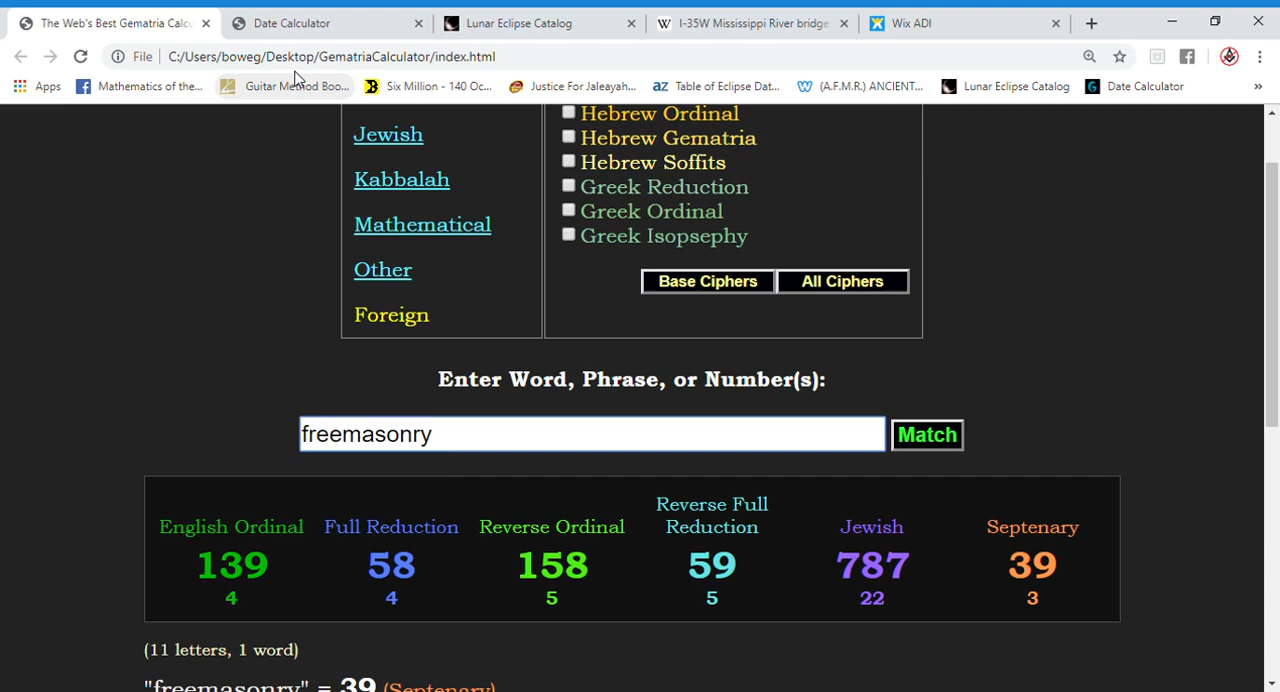 The Web's Best Gematria Calcu
Date Calculator
Lunar Eclipse Catalog
I-35W Mississippi River bridge
Wix ADI
File
C:/Users/boweg/Desktop/GematriaCalculator/index.html
Apps
Mathematics of the...
Guitar Method Boo...
Six Million - 140 Oc...
Justice For Jaleayah...
az Table of Eclipse Dat...
(A.F.M.R.) ANCIENT...
Lunar Eclipse Catalog
Date Calculator
Jewish
Kabbalah
Mathematical
Other
Foreign
Hebrew Ordinal
Hebrew Gematria
Hebrew Soffits
Greek Reduction
Greek Ordinal
Greek Isopsephy
Base Ciphers
All Ciphers
Enter Word, Phrase, or Number(s):
freemasonry
Match
English Ordinal
139
4
Full Reduction
58
4
Reverse Ordinal
158
5
Reverse Full
Reduction
59
5
Jewish
787
22
Septenary
39
3
(11 letters, 1 word)
"freemasonry" = 39 (Septenary)